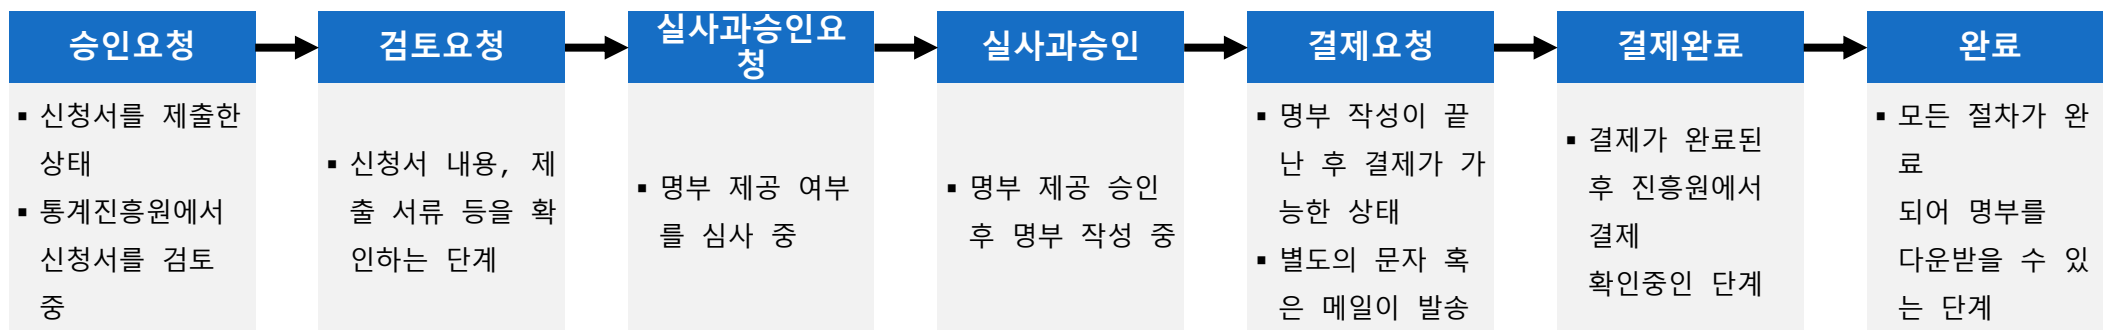 승인요청
▪ 신청서를 제출한
상태
▪ 통계진흥원에서
신청서를 검토
중
검토요청
▪ 신청서 내용, 제
출 서류 등을 확
인하는 단계
실사과승인요
청
▪ 명부 제공 여부
를 심사 중
실사과승인
▪ 명부 제공 승인
후 명부 작성 중
결제요청
▪ 명부 작성이 끝
난 후 결제가 가
능한 상태
▪ 별도의 문자 혹
은 메일이 발송
결제완료
▪ 결제가 완료된
후 진흥원에서
결제
확인중인 단계
완료
▪ 모든 절차가 완
료
되어 명부를
다운받을 수 있
는 단계